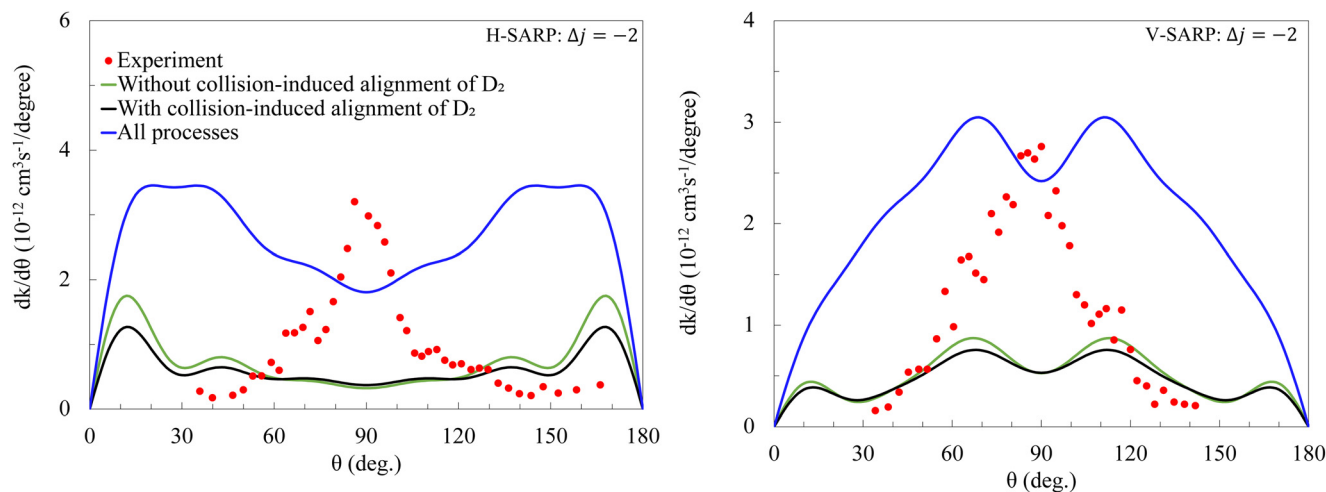 6
4
2
0
dk/dθ (10⁻¹² cm³s⁻¹/degree)
H-SARP: Δj = −2
Experiment
Without collision-induced alignment of D₂
With collision-induced alignment of D₂
All processes
0 30 60 90 120 150 180
θ (deg.)
4
3
2
1
0
dk/dθ (10⁻¹² cm³s⁻¹/degree)
V-SARP: Δj = −2
0 30 60 90 120 150 180
θ (deg.)